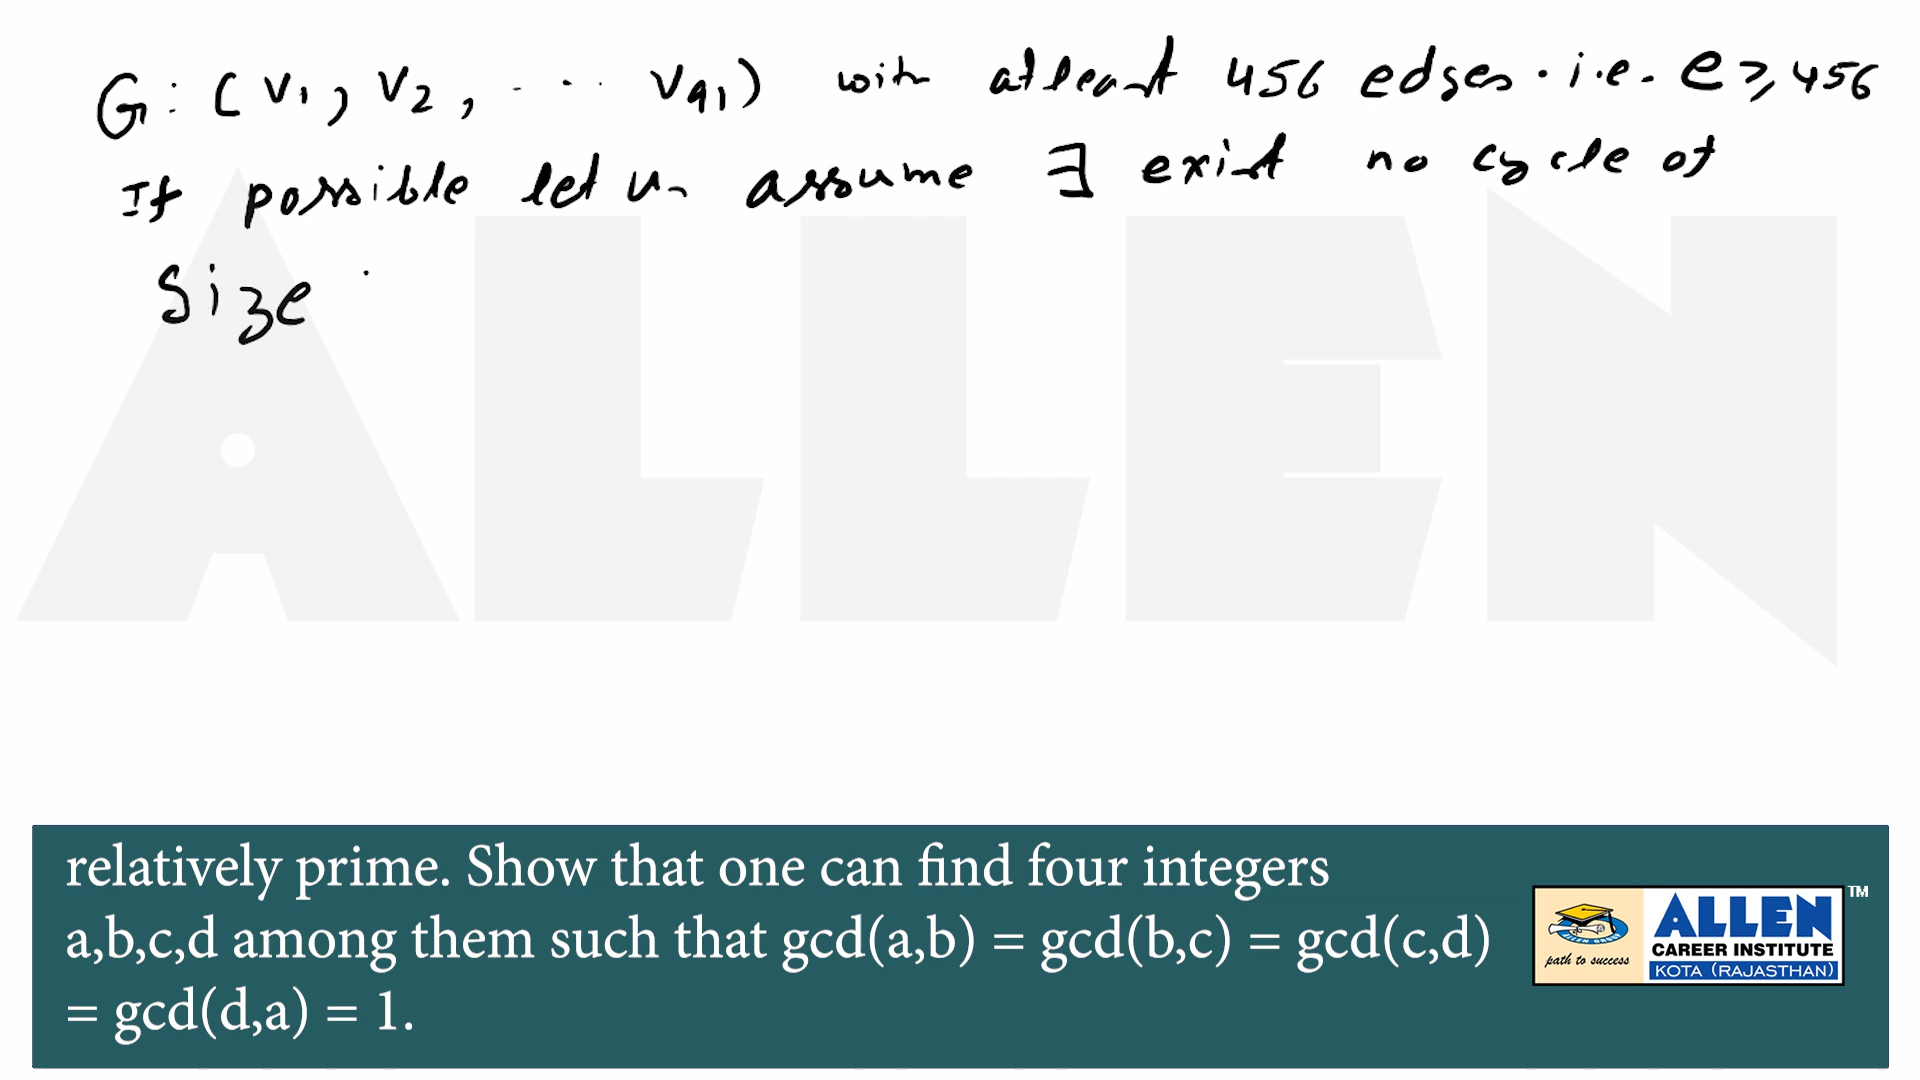 G : (V1, V2, - . . V91) with atleast 456 edges. i.e. e ≥ 456
If possible let us assume ∃ exist no cycle of
Size
ALLEN
relatively prime. Show that one can find four integers
a,b,c,d among them such that gcd(a,b) = gcd(b,c) = gcd(c,d)
= gcd(d,a) = 1.
ALLEN TM
CAREER INSTITUTE
path to success
KOTA (RAJASTHAN)